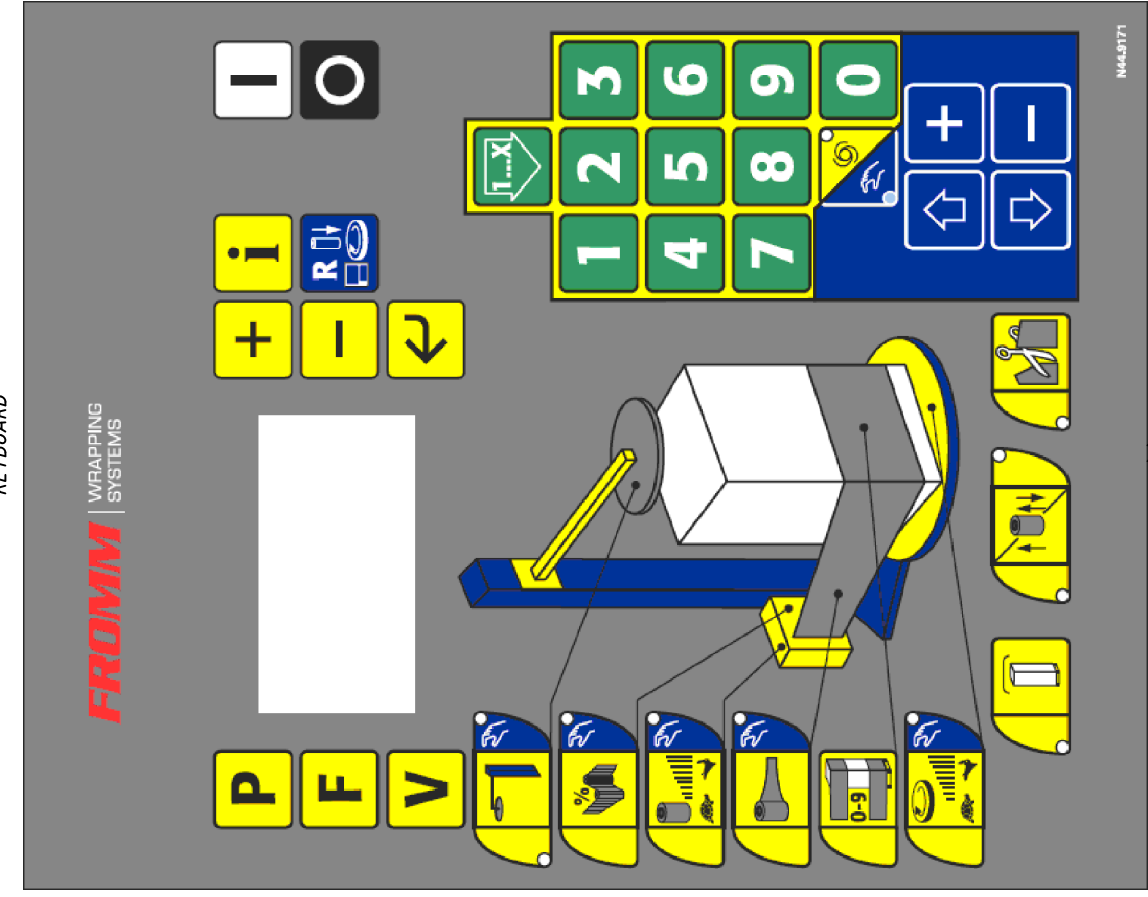 KEYBOARD
FROMM
WRAPPING
SYSTEMS
P + i I
F − R O
V
1...X
% 1 2 3
4 5 6
7 8 9
0-9 0
+
−
N44.9171